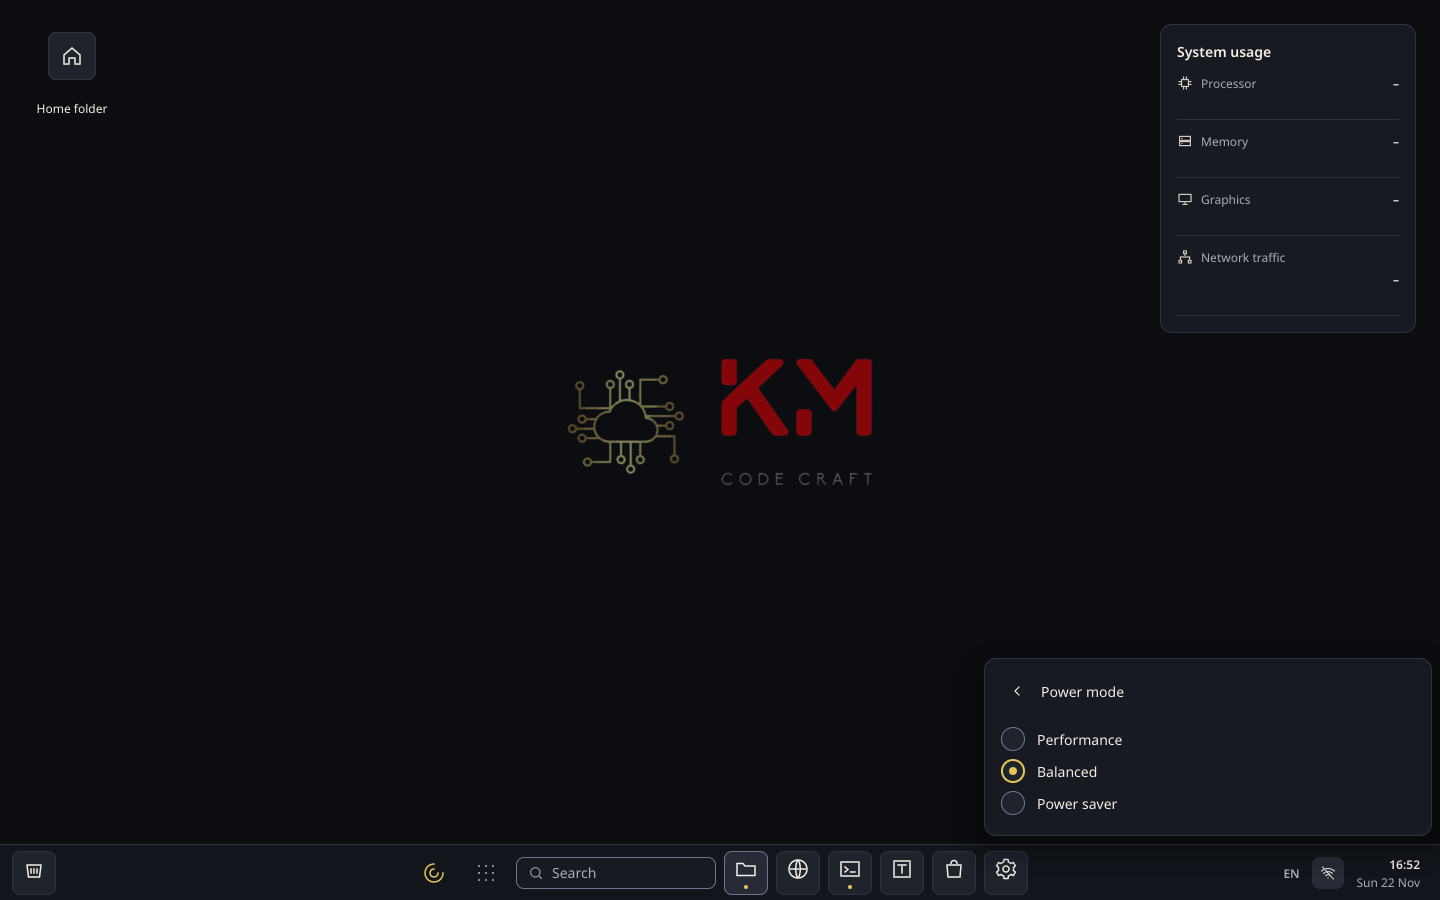 Home folder
System usage
Processor –
Memory –
Graphics –
Network traffic
–
KM
CODE CRAFT
Power mode
Performance
Balanced
Power saver
Search
EN
16:52
Sun 22 Nov